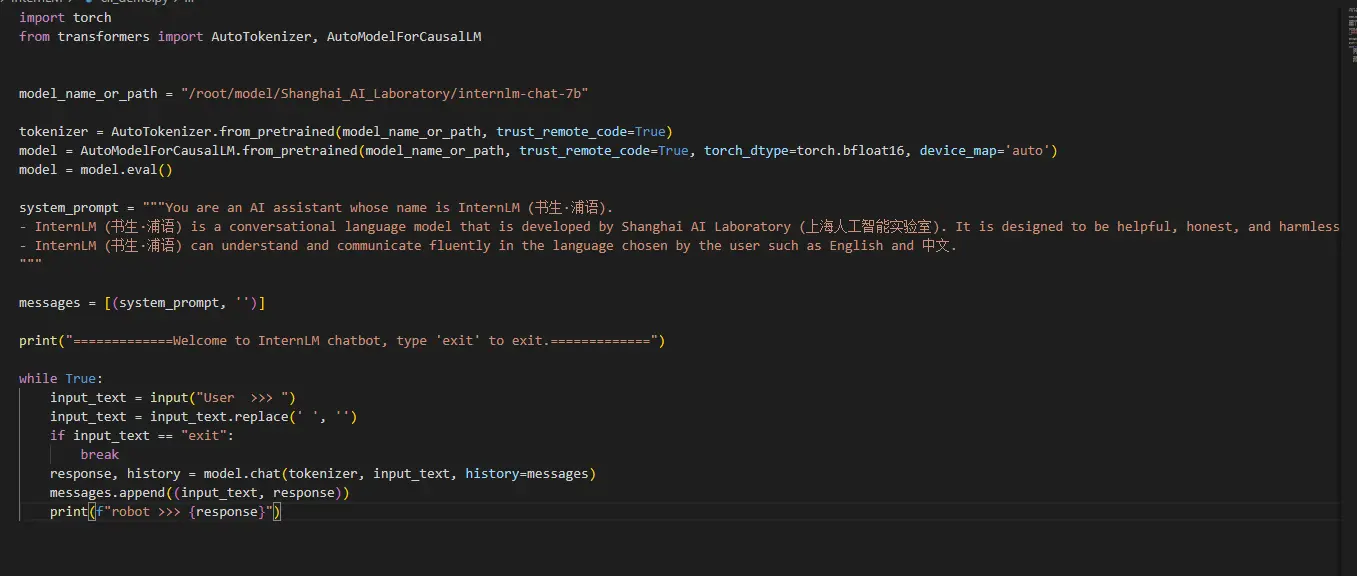 import torch
from transformers import AutoTokenizer, AutoModelForCausalLM
model_name_or_path = "/root/model/Shanghai_AI_Laboratory/internlm-chat-7b"
tokenizer = AutoTokenizer.from_pretrained(model_name_or_path, trust_remote_code=True)
model = AutoModelForCausalLM.from_pretrained(model_name_or_path, trust_remote_code=True, torch_dtype=torch.bfloat16, device_map='auto')
model = model.eval()
system_prompt = """You are an AI assistant whose name is InternLM (书生·浦语).
- InternLM (书生·浦语) is a conversational language model that is developed by Shanghai AI Laboratory (上海人工智能实验室). It is designed to be helpful, honest, and harmless
- InternLM (书生·浦语) can understand and communicate fluently in the language chosen by the user such as English and 中文.
"""
messages = [(system_prompt, '')]
print("=============Welcome to InternLM chatbot, type 'exit' to exit.=============")
while True:
    input_text = input("User  >>> ")
    input_text = input_text.replace(' ', '')
    if input_text == "exit":
        break
    response, history = model.chat(tokenizer, input_text, history=messages)
    messages.append((input_text, response))
    print(f"robot >>> {response}")